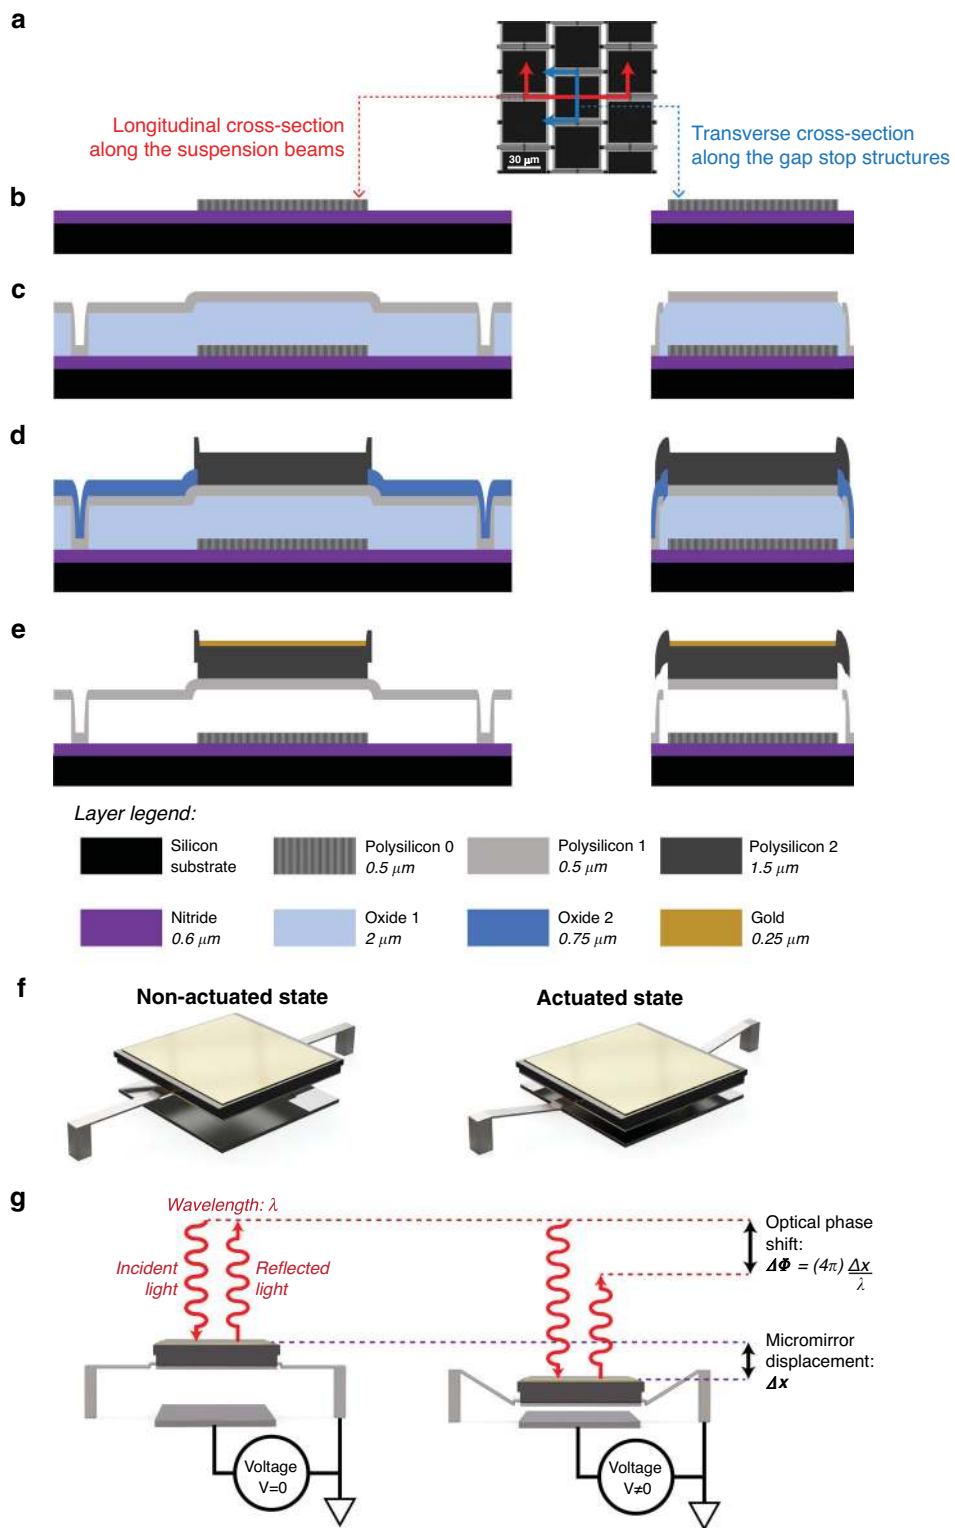 a
Longitudinal cross-section
along the suspension beams
30 μm
Transverse cross-section
along the gap stop structures
b
c
d
e
Layer legend:
Silicon
substrate
Polysilicon 0
0.5 μm
Polysilicon 1
0.5 μm
Polysilicon 2
1.5 μm
Nitride
0.6 μm
Oxide 1
2 μm
Oxide 2
0.75 μm
Gold
0.25 μm
f
Non-actuated state
Actuated state
g
Wavelength: λ
Incident
light
Reflected
light
Optical phase
shift:
ΔΦ = (4π) Δx
λ
Micromirror
displacement:
Δx
Voltage
V=0
Voltage
V≠0